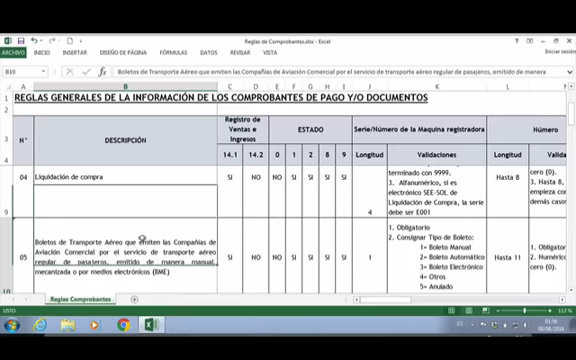 Reglas de Comprobantes.xlsx - Excel
ARCHIVO INICIO INSERTAR DISEÑO DE PÁGINA FÓRMULAS DATOS REVISAR VISTA Iniciar sesión
B10 Boletos de Transporte Aéreo que emiten las Compañías de Aviación Comercial por el servicio de transporte aéreo regular de pasajeros, emitido de manera
A B C D E F G H I J K L M
1 REGLAS GENERALES DE LA INFORMACIÓN DE LOS COMPROBANTES DE PAGO Y/O DOCUMENTOS
2
3 N° DESCRIPCIÓN Registro de Ventas e Ingresos ESTADO Serie/Número de la Maquina registradora Número
4 14.1 14.2 0 1 2 8 9 Longitud Validaciones Longitud Valida
04 Liquidación de compra SI NO NO SI SI SI SI
terminado con 9999.
3. Alfanumérico, si es
electrónico SEE-SOL de
Liquidación de Compra, la serie
debe ser E001
4
Hasta 8
cero (0).
3. Hasta 8,
empieza con
demás casos
9
05
Boletos de Transporte Aéreo que emiten las Compañías de
Aviación Comercial por el servicio de transporte aéreo
regular de pasajeros, emitido de manera manual,
mecanizada o por medios electrónicos (BME)
SI NO NO SI SI SI SI 1
1. Obligatorio
2. Consignar Tipo de Boleto:
1= Boleto Manual
2= Boleto Automático
3= Boleto Electrónico
4= Otros
5= Anulado
Hasta 11
1. Obligator
2. Numéric
cero (0).
10
Reglas Comprobantes
LISTO 112 %
ES 01:56